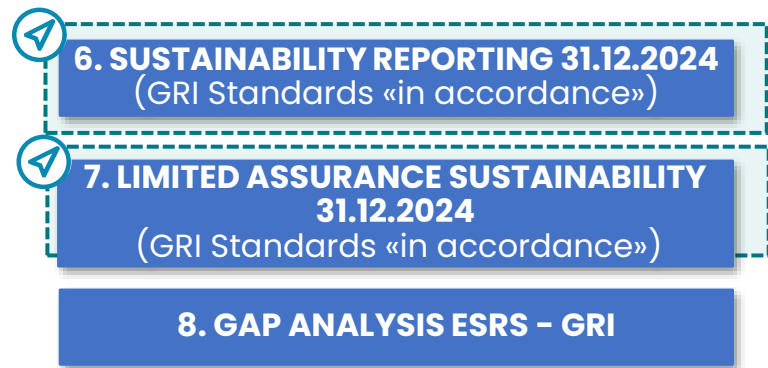 6. SUSTAINABILITY REPORTING 31.12.2024
(GRI Standards «in accordance»)
7. LIMITED ASSURANCE SUSTAINABILITY
31.12.2024
(GRI Standards «in accordance»)
8. GAP ANALYSIS ESRS - GRI